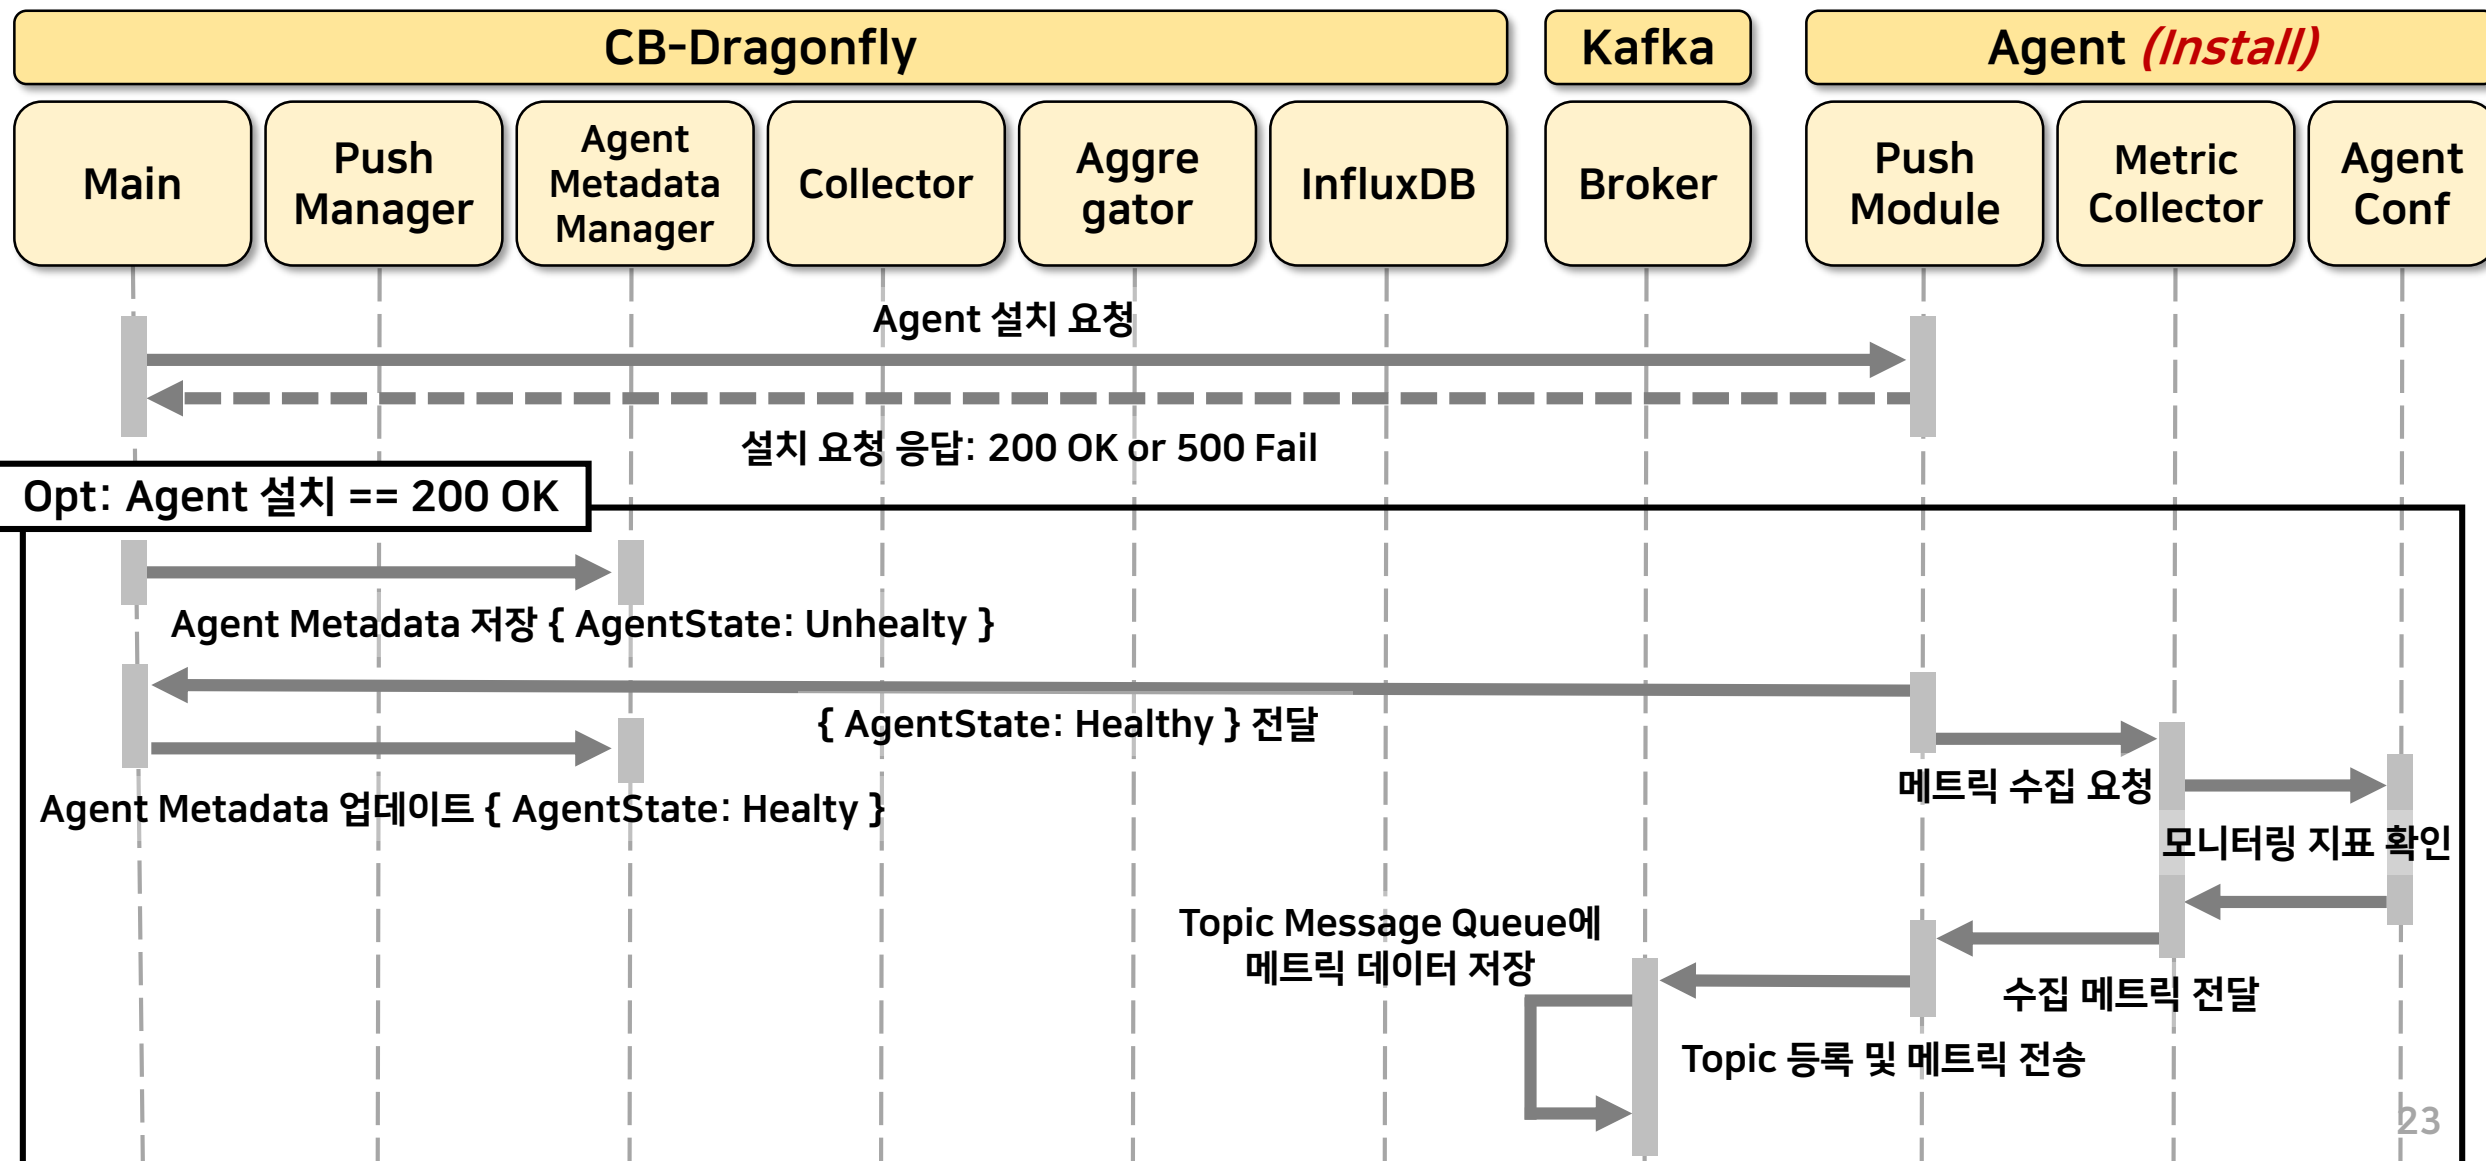 CB-Dragonfly
Kafka
Agent (Install)
Main
Push
Manager
Agent
Metadata
Manager
Collector
Aggre
gator
InfluxDB
Broker
Push
Module
Metric
Collector
Agent
Conf
Agent 설치 요청
설치 요청 응답: 200 OK or 500 Fail
Opt: Agent 설치 == 200 OK
Agent Metadata 저장 { AgentState: Unhealty }
{ AgentState: Healthy } 전달
메트릭 수집 요청
Agent Metadata 업데이트 { AgentState: Healty }
모니터링 지표 확인
Topic Message Queue에
메트릭 데이터 저장
수집 메트릭 전달
Topic 등록 및 메트릭 전송
23